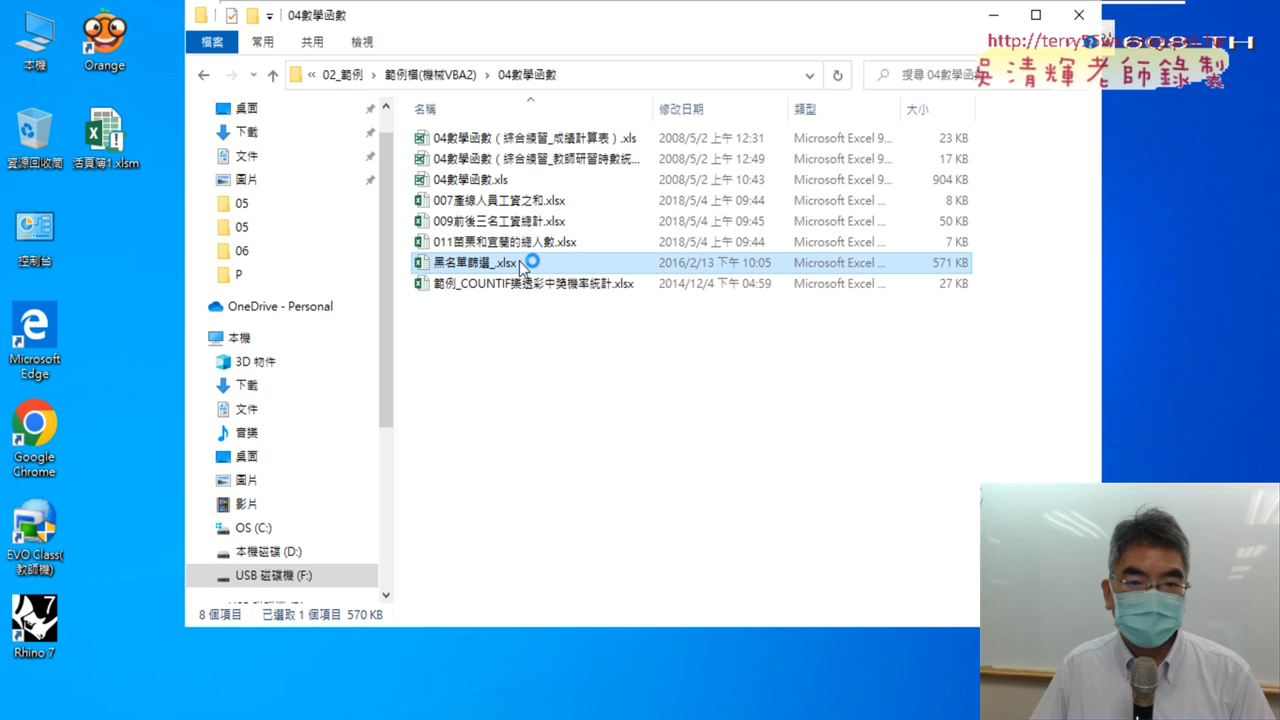 04數學函數
檔案 常用 共用 檢視
« 02_範例 › 範例檔(機械VBA2) › 04數學函數
搜尋 04數學函
吳清輝老師錄製
本機
Orange
資源回收筒
活頁簿1.xlsm
控制台
Microsoft
Edge
Google
Chrome
EVO Class(
教師機)
7
Rhino 7
桌面
下載
文件
圖片
05
05
06
P
OneDrive - Personal
本機
3D 物件
下載
文件
音樂
桌面
圖片
影片
OS (C:)
本機磁碟 (D:)
USB 磁碟機 (F:)
名稱 修改日期 類型 大小
04數學函數（綜合練習_成績計算表）.xls 2008/5/2 上午 12:31 Microsoft Excel 9... 23 KB
04數學函數（綜合練習_教師研習時數統... 2008/5/2 上午 12:49 Microsoft Excel 9... 17 KB
04數學函數.xls 2008/5/2 上午 10:43 Microsoft Excel 9... 904 KB
007產線人員工資之和.xlsx 2018/5/4 上午 09:44 Microsoft Excel ... 8 KB
009前後三名工資總計.xlsx 2018/5/4 上午 09:45 Microsoft Excel ... 50 KB
011苗栗和宜蘭的總人數.xlsx 2018/5/4 上午 09:44 Microsoft Excel ... 7 KB
黑名單篩選_.xlsx 2016/2/13 下午 10:05 Microsoft Excel ... 571 KB
範例_COUNTIF樂透彩中獎機率統計.xlsx 2014/12/4 下午 04:59 Microsoft Excel ... 27 KB
8 個項目 已選取 1 個項目 570 KB